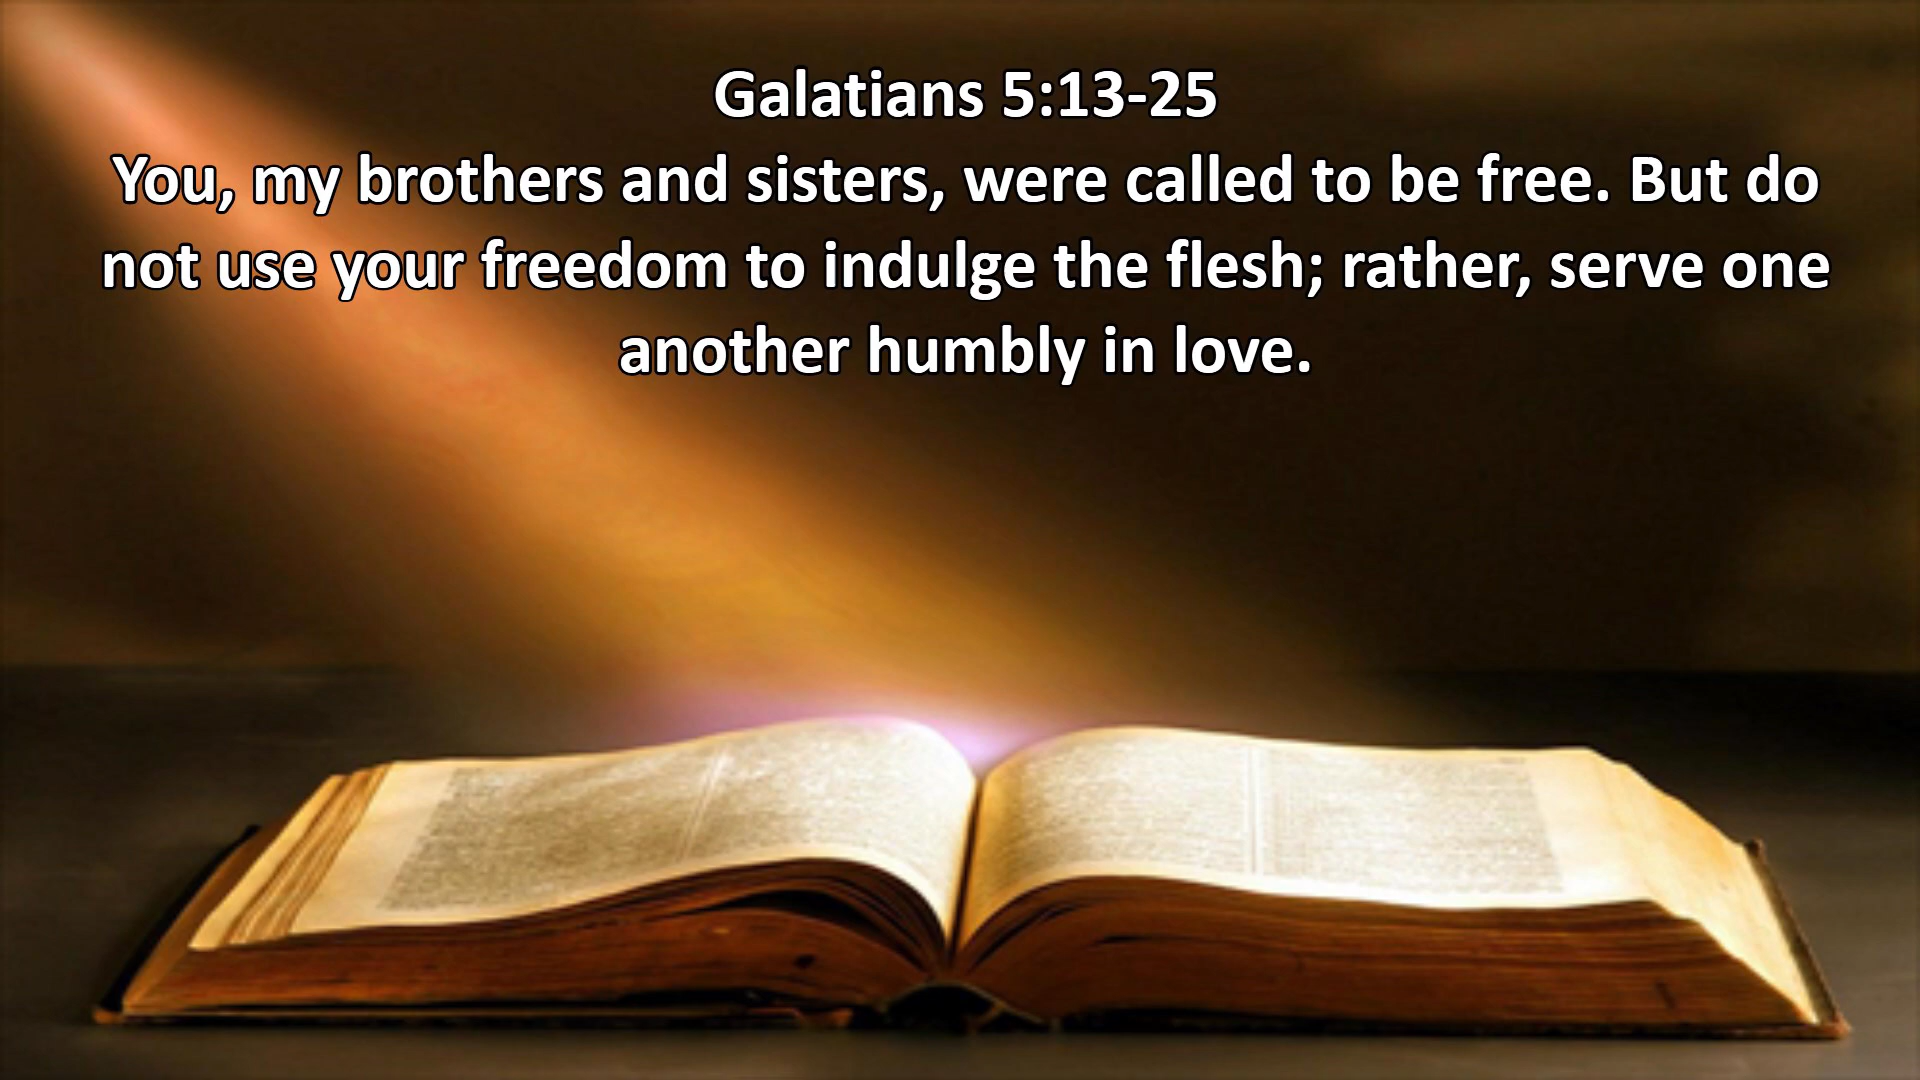 Galatians 5:13-25
You, my brothers and sisters, were called to be free. But do
not use your freedom to indulge the flesh; rather, serve one
another humbly in love.